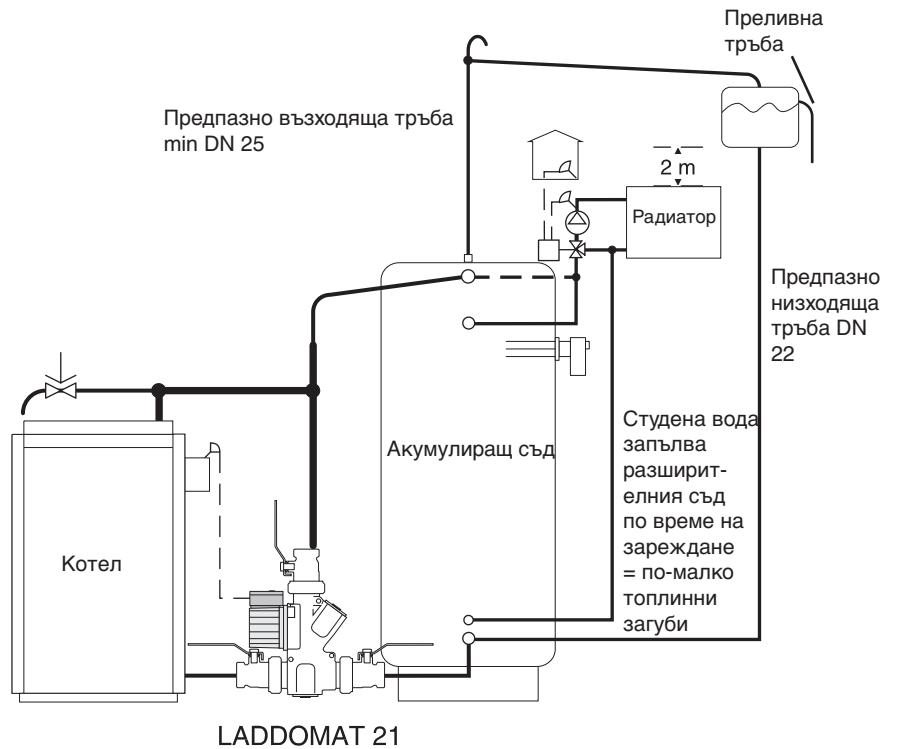 Преливна
тръба
Предпазно възходяща тръба
min DN 25
2 m
Радиатор
Предпазно
низходяща
тръба DN
22
Студена вода
запълва
разширит-
елния съд
по време на
зареждане
= по-малко
топлинни
загуби
Акумулиращ съд
Котел
LADDOMAT 21